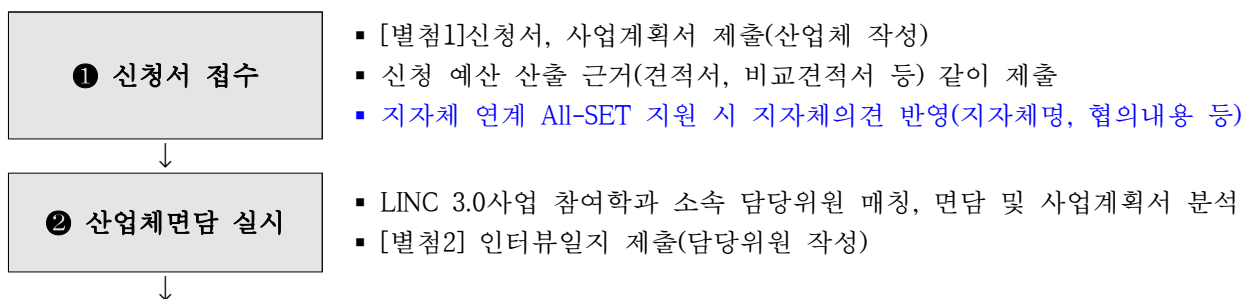 ❶ 신청서 접수
▪ [별첨1]신청서, 사업계획서 제출(산업체 작성)
▪ 신청 예산 산출 근거(견적서, 비교견적서 등) 같이 제출
▪ 지자체 연계 All-SET 지원 시 지자체의견 반영(지자체명, 협의내용 등)
↓
❷ 산업체면담 실시
▪ LINC 3.0사업 참여학과 소속 담당위원 매칭, 면담 및 사업계획서 분석
▪ [별첨2] 인터뷰일지 제출(담당위원 작성)
↓